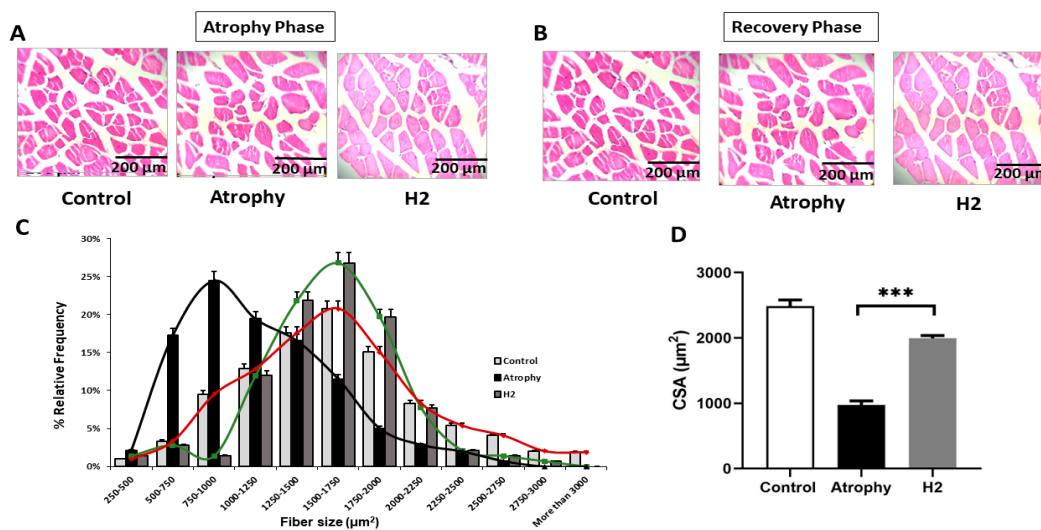 A
Atrophy Phase
200 µm
200 µm
200 µm
Control
Atrophy
H2
B
Recovery Phase
200 µm
200 µm
200 µm
Control
Atrophy
H2
C
30%
25%
20%
15%
10%
5%
0%
% Relative Frequency
Control
Atrophy
H2
250-500
500-750
750-1000
1000-1250
1250-1500
1500-1750
1750-2000
2000-2250
2250-2500
2500-2750
2750-3000
More than 3000
Fiber size (µm²)
D
3000
2000
1000
0
CSA (µm²)
***
Control
Atrophy
H2